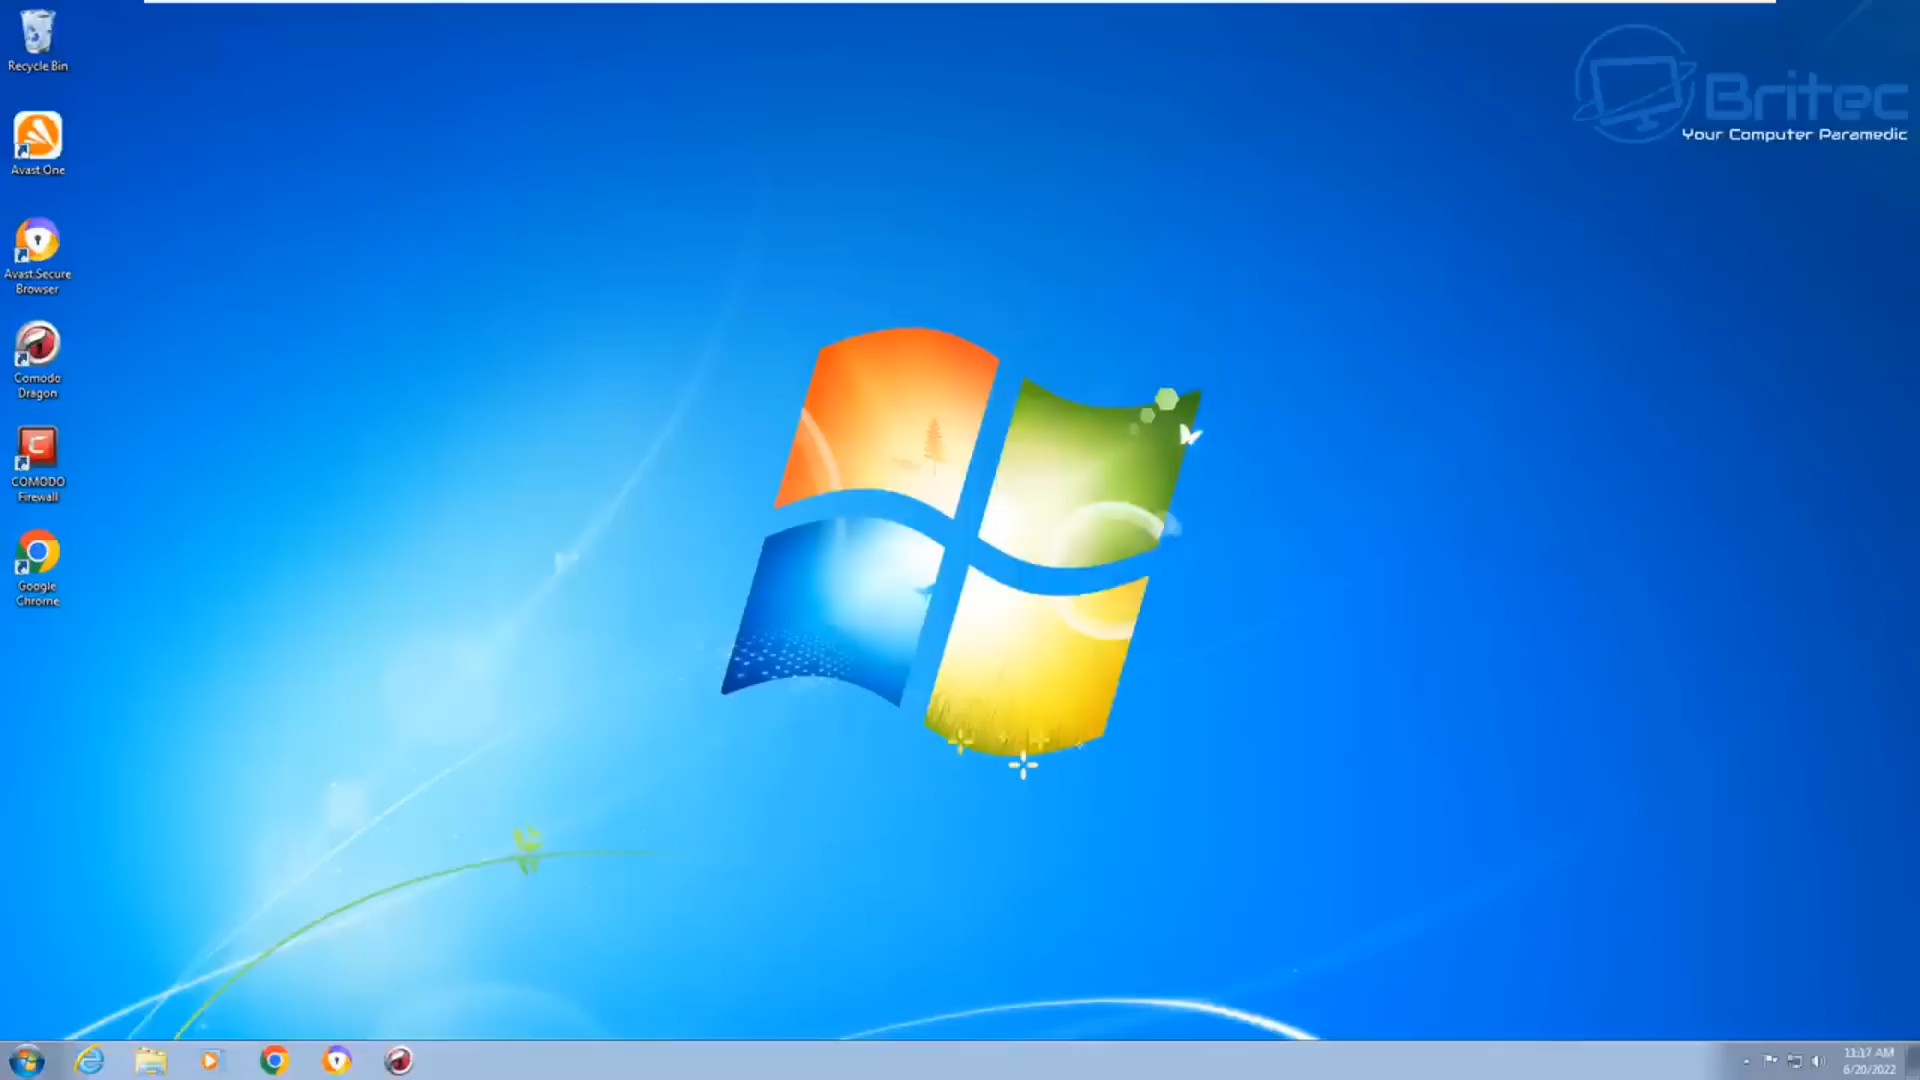 Recycle Bin
Avast One
Avast Secure
Browser
Comodo
Dragon
COMODO
Firewall
Google
Chrome
Britec
Your Computer Paramedic
11:17 AM
6/20/2022